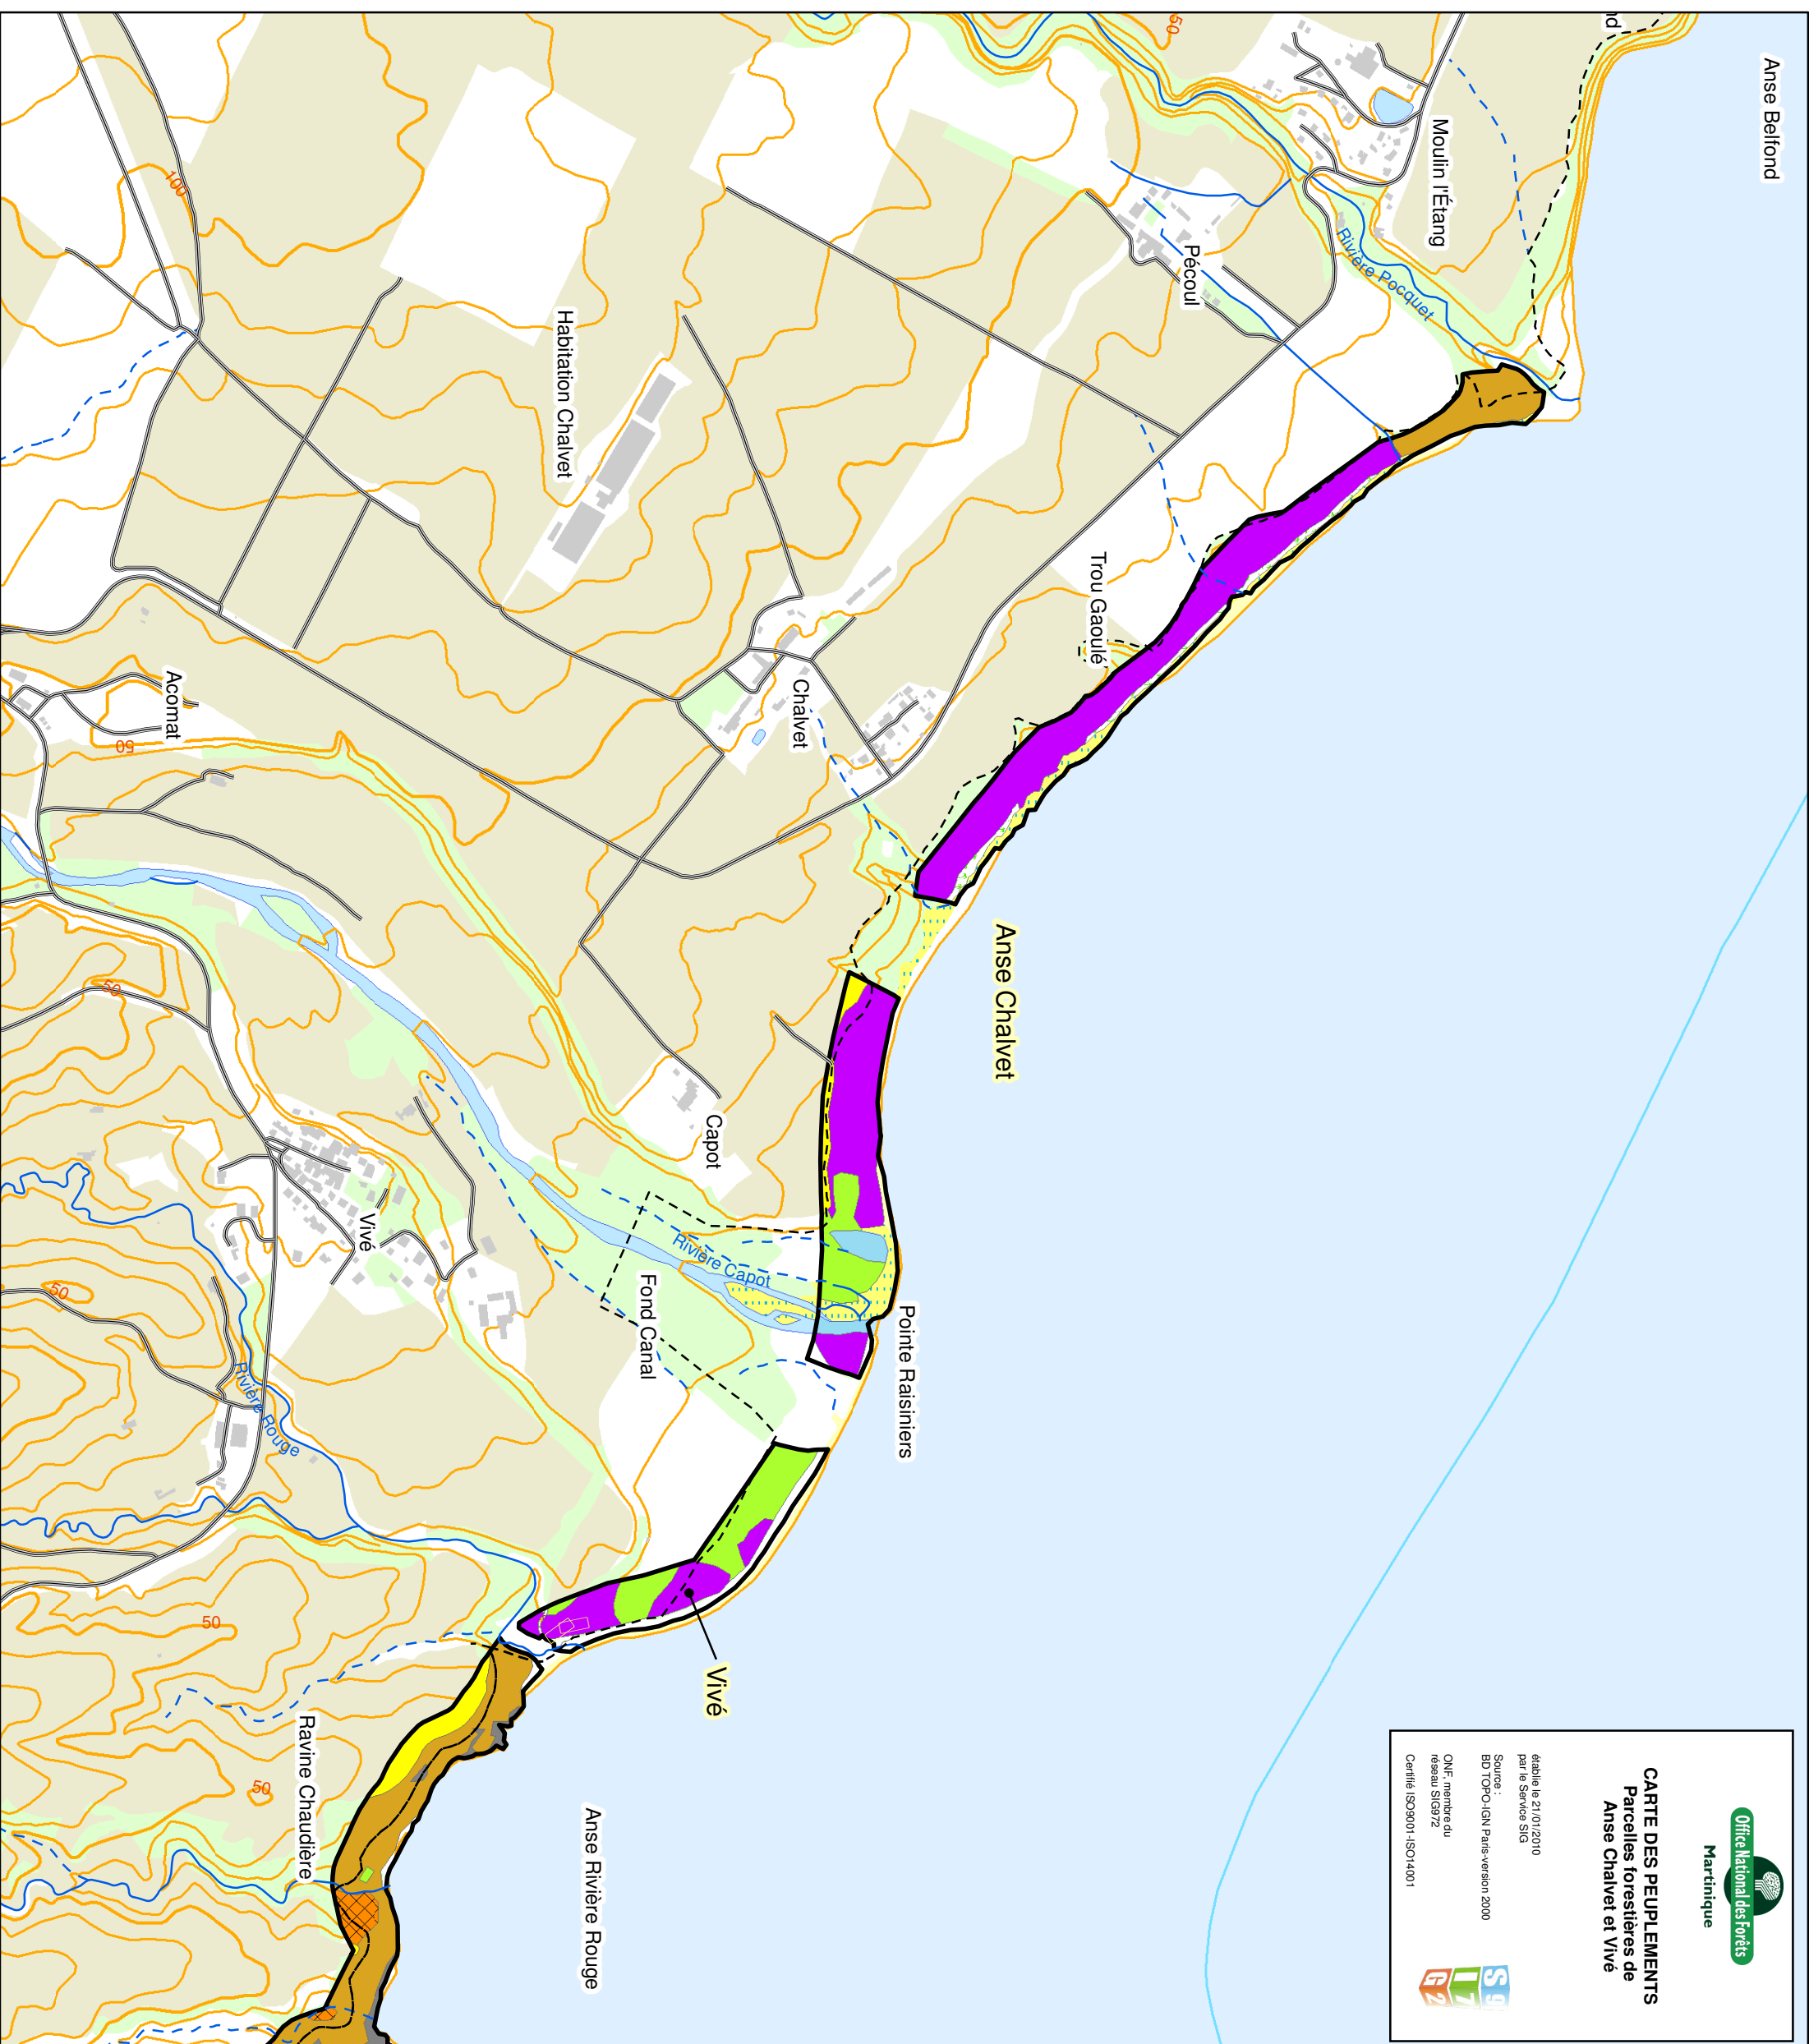 Office National des Forêts
Martinique
CARTE DES PEUPLEMENTS
Parcelles forestières de
Anse Chalvet et Vivé
établie le 21/01/2010
par le Service SIG
Source :
BD TOPO-IGN Paris-version 2000
ONF, membre du
réseau SIG972
Certifié ISO9001-ISO14001
S 9
I 7
G 2
Anse Belfond
nd
50
Moulin l'Étang
Rivière Pocquet
Pécoul
100
Habitation Chalvet
Trou Gaoulé
Chalvet
Acomat
50
Anse Chalvet
50
Capot
Vivé
Rivière Capot
Fond Canal
Pointe Raisiniers
50
Rivière Rouge
Vivé
50
50
Ravine Chaudière
Anse Rivière Rouge